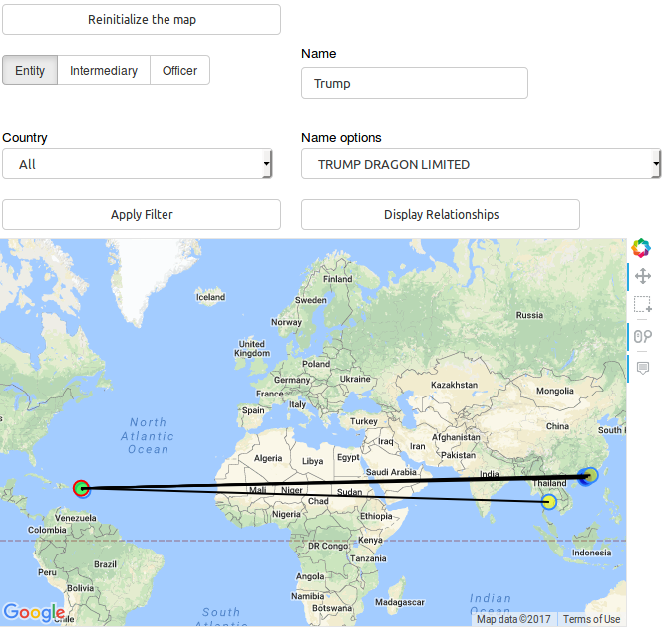 Reinitialize the map
Name
Entity Intermediary Officer
Trump
Country
Name options
All
TRUMP DRAGON LIMITED
Apply Filter
Display Relationships
Finland
Iceland
Sweden
Russia
Norway
United
Kingdom
Poland
Germany
Ukraine
Kazakhstan
France
Mongolia
Italy
Spain
Turkey
North
Atlantic
Ocean
China
South
Afghanistan
Iraq
Iran
Algeria
Libya
Egypt
Pakistan
Saudi Arabia
India
Mali
Niger
Sudan
Thailand
Chad
Venezuela
Nigeria
Ethiopia
Colombia
Kenya
DR Congo
Indonesia
Tanzania
Peru
Brazil
Angola
Bolivia
Namibia
Madagascar
Botswana
Indian
Ocean
South
Atlantic
Chile
Google
Map data ©2017
Terms of Use